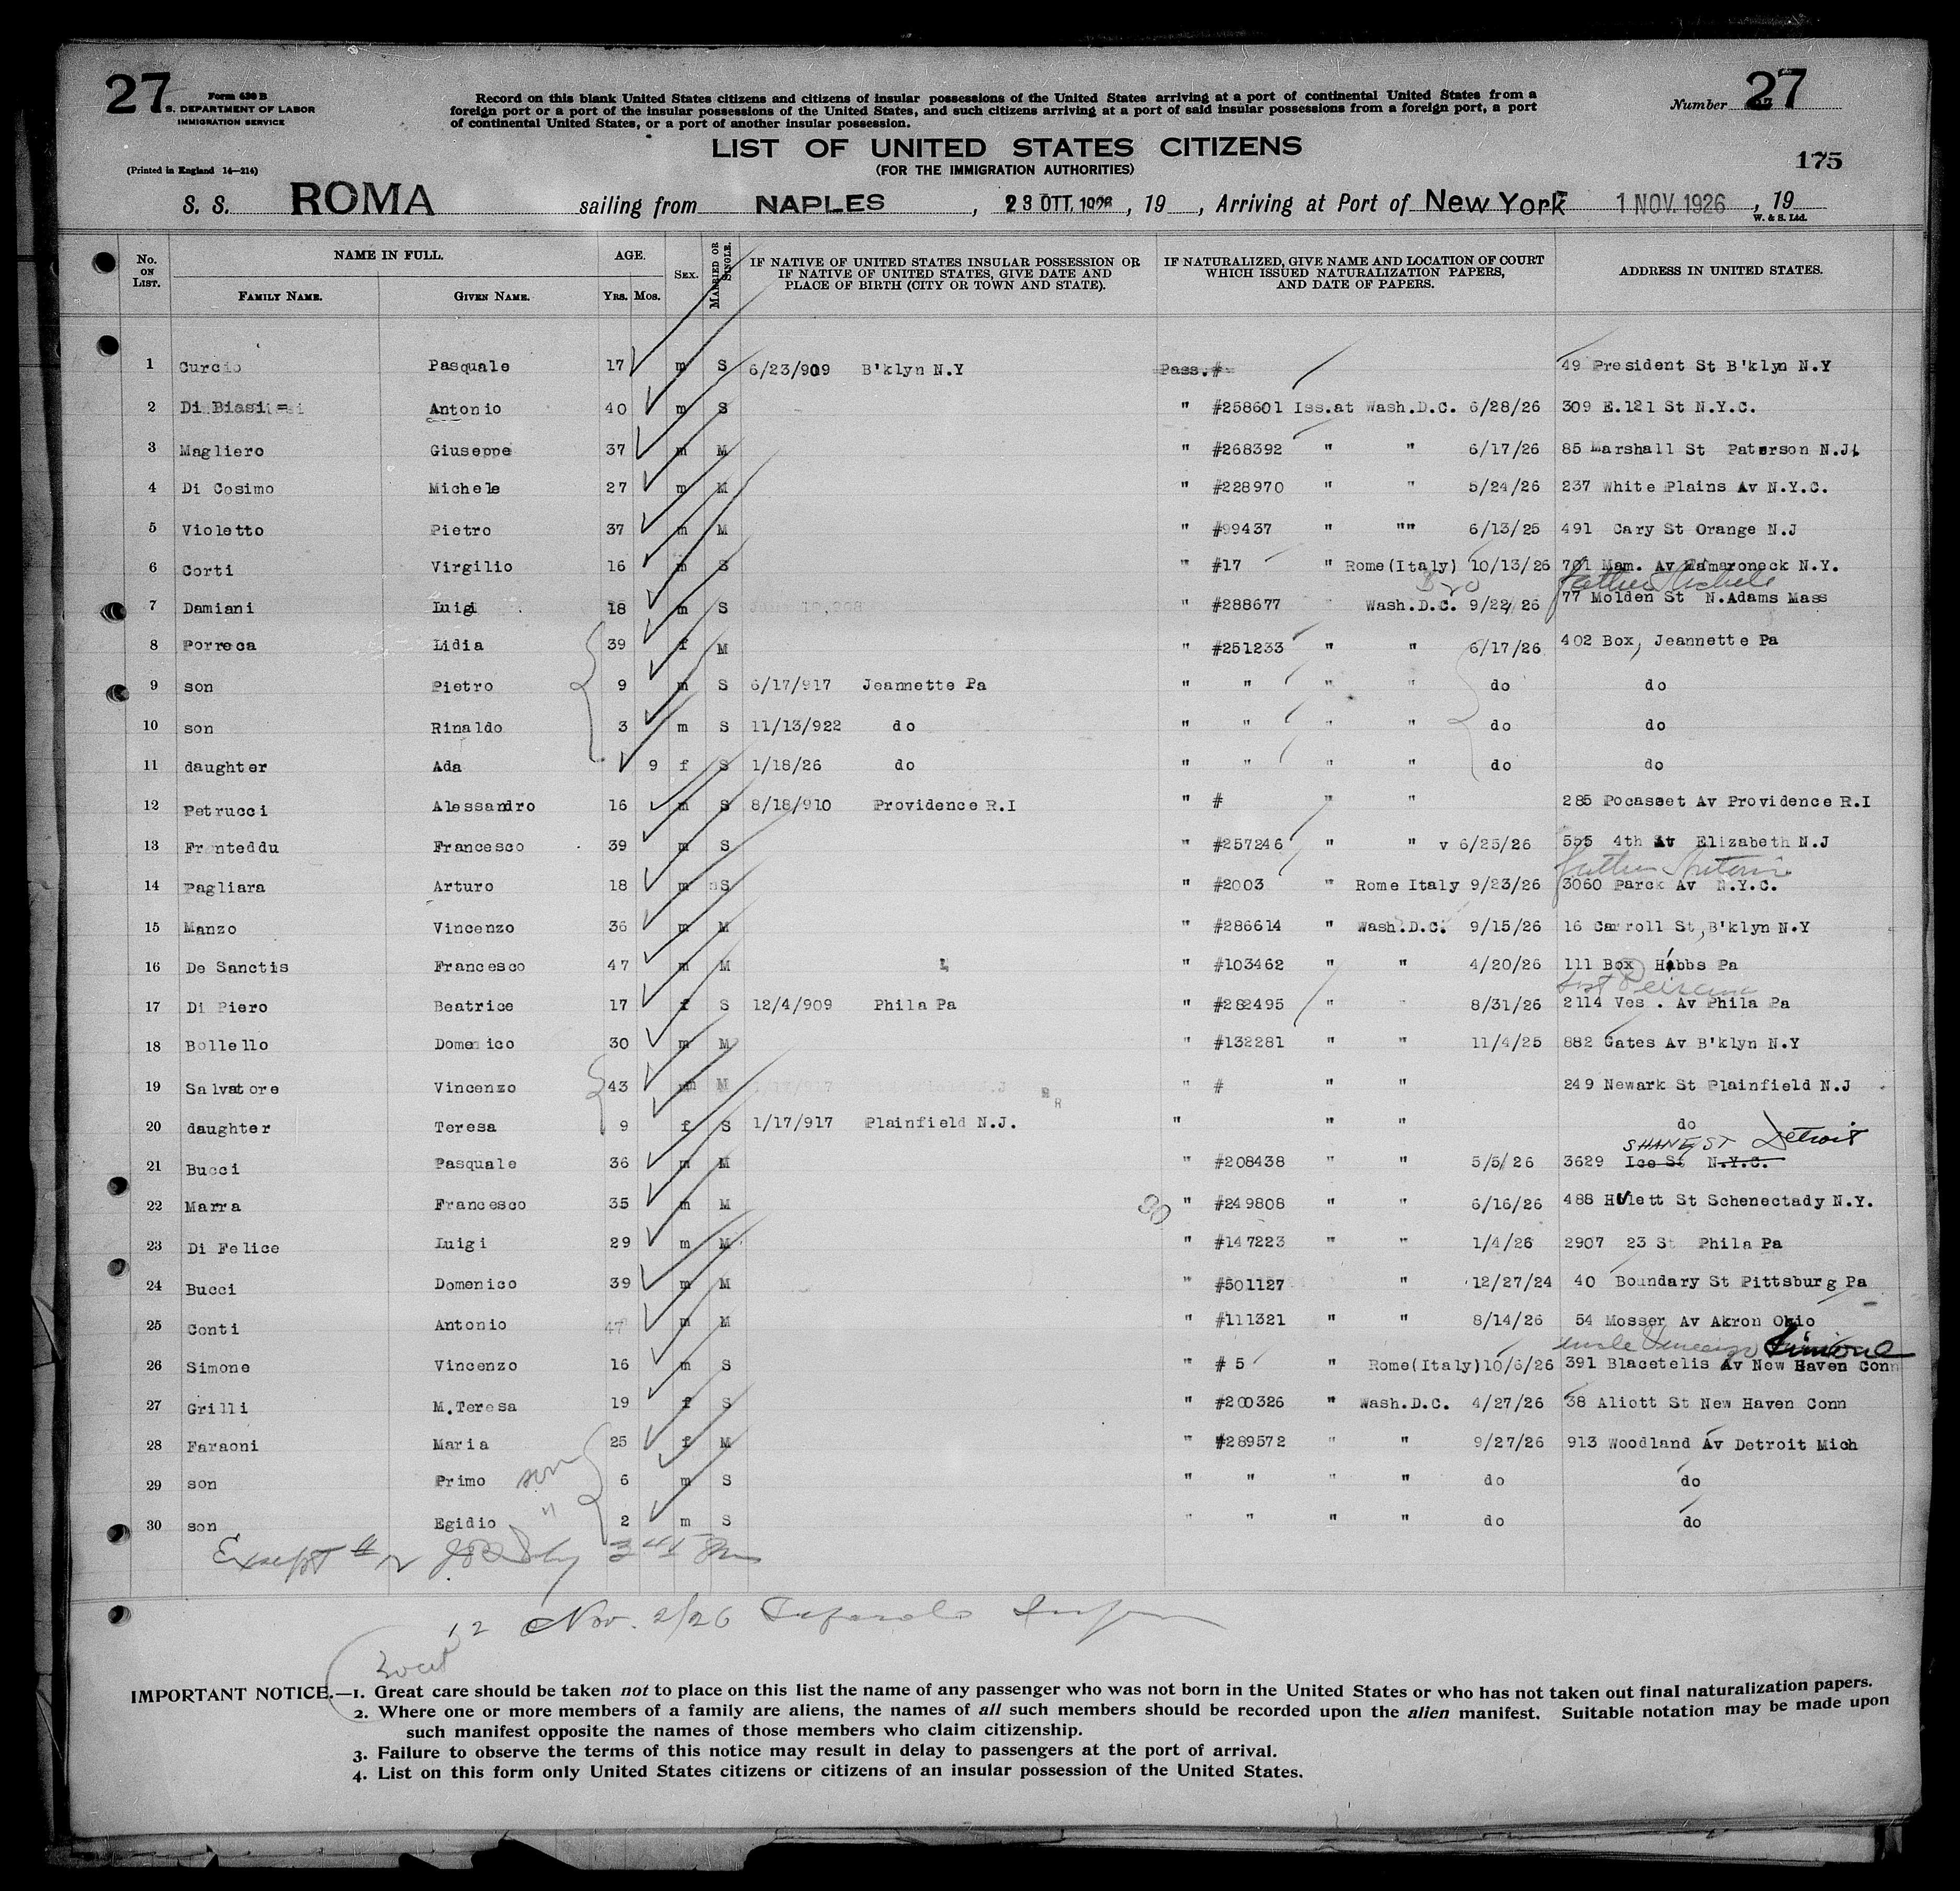 27
Form 630 B
S. DEPARTMENT OF LABOR
IMMIGRATION SERVICE
Record on this blank United States citizens and citizens of insular possessions of the United States arriving at a port of continental United States from a
foreign port or a port of the insular possessions of the United States, and such citizens arriving at a port of said insular possessions from a foreign port, a port
of continental United States, or a port of another insular possession.
Number 27
LIST OF UNITED STATES CITIZENS
(FOR THE IMMIGRATION AUTHORITIES)
175
(Printed in England 14—214)
S. S. ROMA sailing from NAPLES, 23 OTT. 1926, 19, Arriving at Port of New York 1 NOV. 1926, 19
W. & S. Ltd.
No. ON LIST. NAME IN FULL. AGE. SEX. MARRIED OR SINGLE. IF NATIVE OF UNITED STATES INSULAR POSSESSION OR IF NATIVE OF UNITED STATES, GIVE DATE AND PLACE OF BIRTH (CITY OR TOWN AND STATE). IF NATURALIZED, GIVE NAME AND LOCATION OF COURT WHICH ISSUED NATURALIZATION PAPERS, AND DATE OF PAPERS. ADDRESS IN UNITED STATES.
FAMILY NAME. GIVEN NAME. YRS. MOS.
1 Curcio Pasquale 17 m S 6/23/909 B'klyn N.Y Pass.# 49 President St B'klyn N.Y
2 Di Biasi = Antonio 40 m S " #258601 Iss.at Wash.D.C. 6/28/26 309 E.121 St N.Y.C.
3 Magliero Giuseppe 37 m M " #268392 " " 6/17/26 85 Marshall St Paterson N.J.
4 Di Cosimo Michele 27 m M " #228970 " " 5/24/26 237 White Plains Av N.Y.C.
5 Violetto Pietro 37 m M " #99437 " "" 6/13/25 491 Cary St Orange N.J
6 Corti Virgilio 16 m S " #17 " Rome(Italy) 10/13/26 701 Mam. Av Mamaroneck N.Y.
father Michele
7 Damiani Luigi 18 m S " #288677 Wash.D.C. 9/22/26 77 Molden St N.Adams Mass
8 Porreca Lidia 39 f M " #251233 " " 6/17/26 402 Box, Jeannette Pa
9 son Pietro 9 m S 6/17/917 Jeannette Pa " " " " do do
10 son Rinaldo 3 m S 11/13/922 do " " " " do do
11 daughter Ada 9 f S 1/18/26 do " " " " do do
12 Petrucci Alessandro 16 m S 8/18/910 Providence R.I " # " " 285 Pocasset Av Providence R.I
13 Fronteddu Francesco 39 m S " #257246 " " v 6/25/26 555 4th At Elizabeth N.J
father
14 Pagliara Arturo 18 m S " #2003 " Rome Italy 9/23/26 3060 Parck Av N.Y.C.
15 Manzo Vincenzo 36 m M " #286614 " Wash.D.C. 9/15/26 16 Carroll St,B'klyn N.Y
16 De Sanctis Francesco 47 m M " #103462 " " 4/20/26 111 Box Hibbs Pa
17 Di Piero Beatrice 17 f S 12/4/909 Phila Pa " #282495 " 8/31/26 2114 Ves . Av Phila Pa
18 Bollello Domenico 30 m M " #132281 " " 11/4/25 882 Gates Av B'klyn N.Y
19 Salvatore Vincenzo 43 m M " # " " 249 Newark St Plainfield N.J
20 daughter Teresa 9 f S 1/17/917 Plainfield N.J. " " " do
SHANE ST Detroit
21 Bucci Pasquale 36 m M " #208438 " " 5/5/26 3629 Ice St N.Y.C.
22 Marra Francesco 35 m M " #249808 " " 6/16/26 488 Hulett St Schenectady N.Y.
23 Di Felice Luigi 29 m M " #147223 " " 1/4/26 2907 23 St Phila Pa
24 Bucci Domenico 39 m M " #501127 " 12/27/24 40 Boundary St Pittsburg Pa
25 Conti Antonio 47 m M " #111321 " " 8/14/26 54 Mosser Av Akron Ohio
uncle Vincenzo Simone
26 Simone Vincenzo 16 m S " # 5 " Rome(Italy) 10/6/26 391 Blacetelis Av New Haven Conn
27 Grilli M.Teresa 19 f S " #200326 " Wash.D.C. 4/27/26 38 Aliott St New Haven Conn
28 Faraoni Maria 25 f M " #289572 " " 9/27/26 913 Woodland Av Detroit Mich
29 son Primo son 6 m S " " " " do do
30 son Egidio " 2 m S " " " " do do
Except #
12 Nov. 2/26
IMPORTANT NOTICE.—1. Great care should be taken not to place on this list the name of any passenger who was not born in the United States or who has not taken out final naturalization papers.
2. Where one or more members of a family are aliens, the names of all such members should be recorded upon the alien manifest. Suitable notation may be made upon
such manifest opposite the names of those members who claim citizenship.
3. Failure to observe the terms of this notice may result in delay to passengers at the port of arrival.
4. List on this form only United States citizens or citizens of an insular possession of the United States.